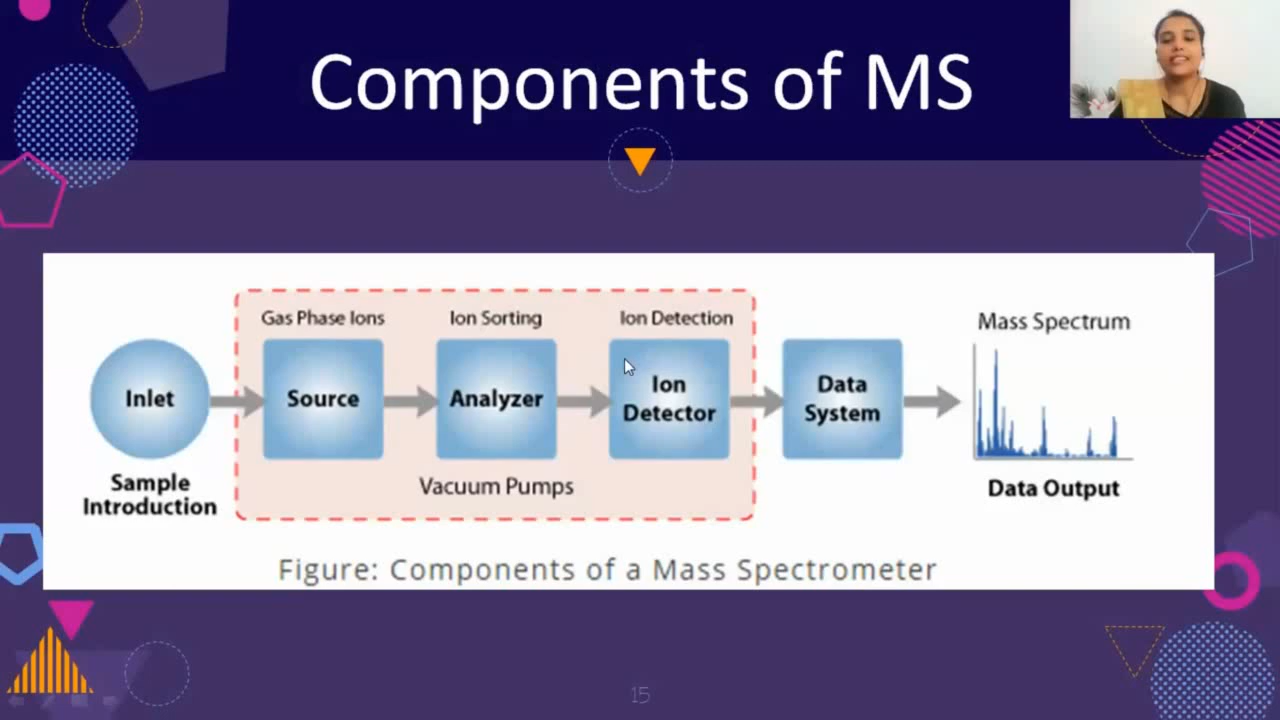 Components of MS
Gas Phase Ions
Ion Sorting
Ion Detection
Mass Spectrum
Inlet
Source
Analyzer
Ion
Detector
Data
System
Sample
Introduction
Vacuum Pumps
Data Output
Figure: Components of a Mass Spectrometer
15